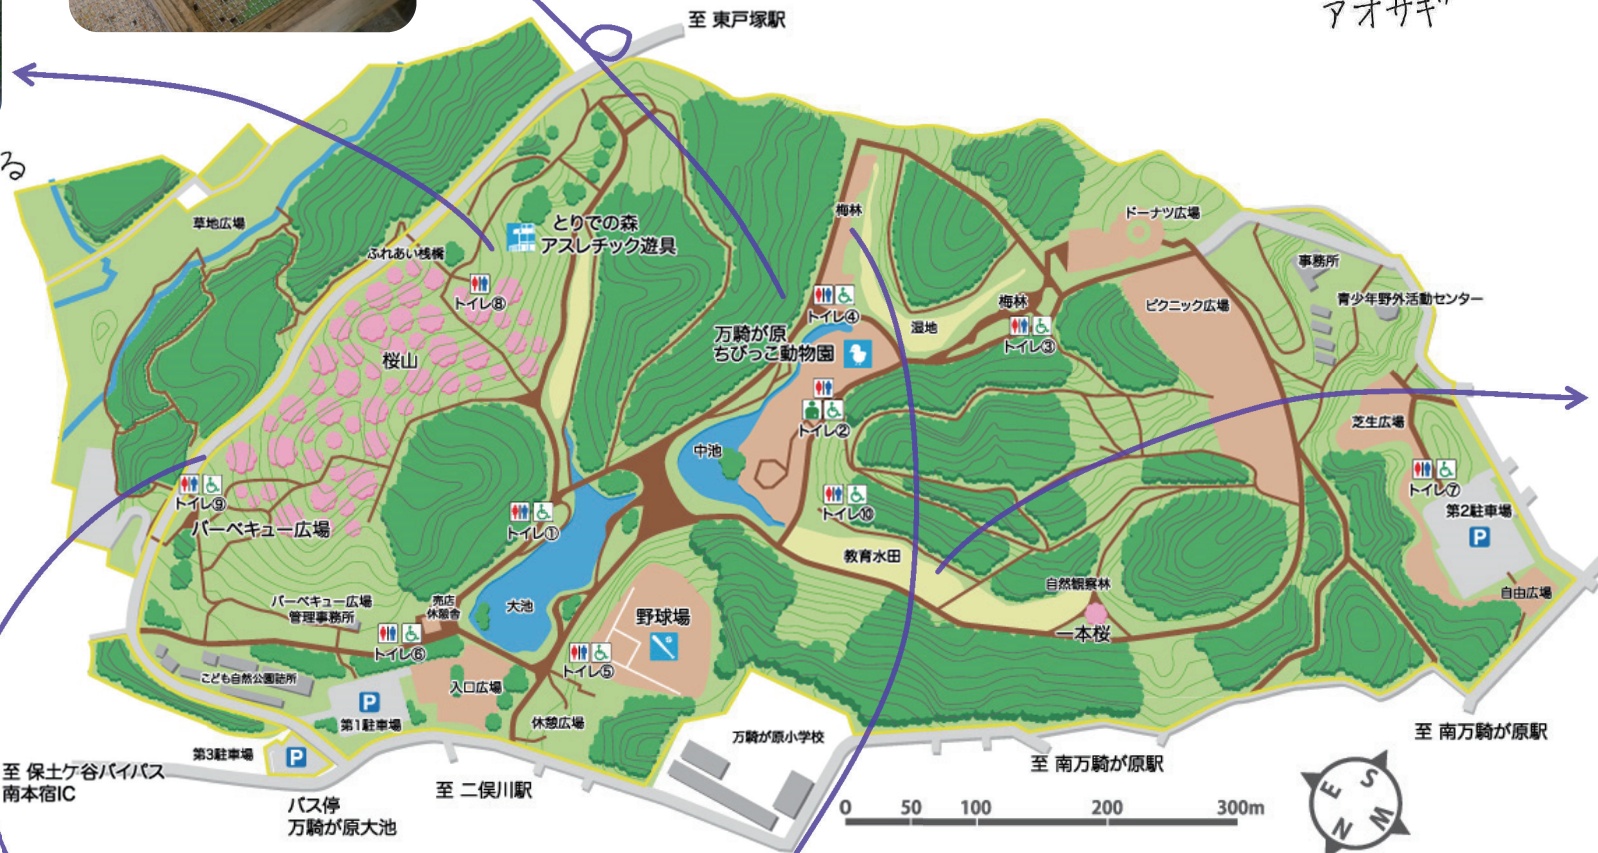 至 東戸塚駅
アオサギ
る
草地広場
ふれあい桟橋
とりでの森
アスレチック遊具
トイレ⑧
桜山
梅林
ドーナツ広場
事務所
青少年野外活動センター
トイレ④
湿地
梅林
トイレ③
ピクニック広場
万騎が原
ちびっこ動物園
トイレ②
中池
芝生広場
トイレ⑦
第2駐車場
P
自由広場
トイレ⑨
バーベキュー広場
トイレ①
トイレ⑩
教育水田
自然観察林
一本桜
バーベキュー広場
管理事務所
売店
休憩舎
大池
野球場
トイレ⑥
トイレ⑤
こども自然公園詰所
入口広場
P
第1駐車場
休憩広場
第3駐車場
P
万騎が原小学校
至 保土ケ谷バイパス
南本宿IC
バス停
万騎が原大池
至 二俣川駅
至 南万騎が原駅
至 南万騎が原駅
0 50 100 200 300m
E S N W